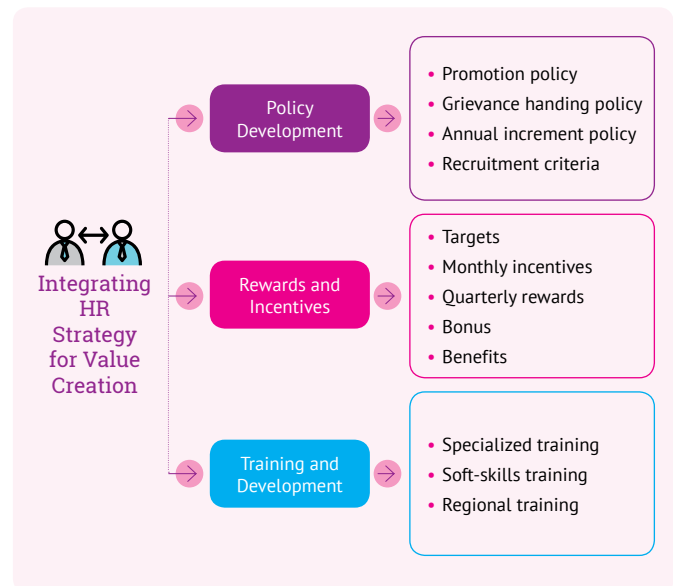 Integrating
HR
Strategy
for Value
Creation
Policy
Development
• Promotion policy
• Grievance handing policy
• Annual increment policy
• Recruitment criteria
Rewards and
Incentives
• Targets
• Monthly incentives
• Quarterly rewards
• Bonus
• Benefits
Training and
Development
• Specialized training
• Soft-skills training
• Regional training